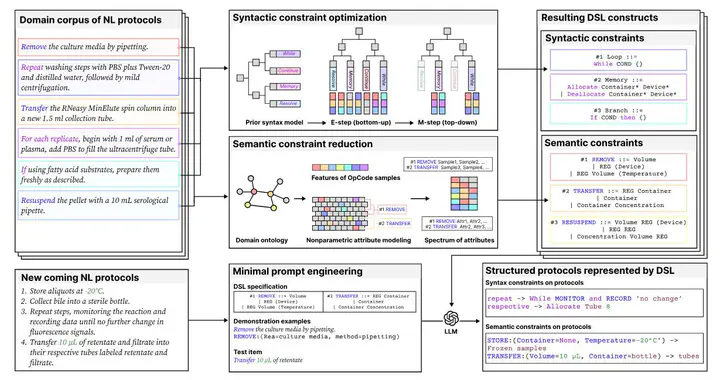 Domain corpus of NL protocols
Remove the culture media by pipetting.
Repeat washing steps with PBS plus Tween-20
and distilled water, followed by mild
centrifugation.
Transfer the RNeasy MinElute spin column into
a new 1.5 ml collection tube.
For each replicate, begin with 1 ml of serum or
plasma, add PBS to fill the ultracentrifuge tube.
If using fatty acid substrates, prepare them
freshly as described.
Resuspend the pellet with a 10 mL serological
pipette.
Syntactic constraint optimization
While
Continue
Memory
Resolve
Prior syntax model
Resolve
Memory
Continue
While
E-step (bottom-up)
Resolve
Memory
While
M-step (top-down)
Semantic constraint reduction
Features of OpCode samples
#1 REMOVE Sample1, Sample2, ...
#2 TRANSFER Sample3, Sample4, ...
#1 REMOVE
#2 TRANSFER
#1 REMOVE Attr1, Attr2, ...
#2 TRANSFER Attr2, Attr3, ...
Domain ontology
Nonparametric attribute modeling
Spectrum of attributes
Resulting DSL constructs
Syntactic constraints
#1 Loop ::=
While COND {}
#2 Memory ::=
Allocate Container* Device*
| Deallocate Container* Device*
#3 Branch ::=
If COND then {}
Semantic constraints
#1 REMOVE ::= Volume
| REG (Device)
| REG Volume (Temperature)
#2 TRANSFER ::= REG Container
| Container
| Container Concentration
#3 RESUSPEND ::= Volume REG (Device)
| REG REG
| Concentration Volume REG
New coming NL protocols
1. Store aliquots at -20°C.
2. Collect bile into a sterile bottle.
3. Repeat steps, monitoring the reaction and
recording data until no further change in
fluorescence signals.
4. Transfer 10 μL of retentate and filtrate into
their respective tubes labeled retentate and
filtrate.
Minimal prompt engineering
DSL specification
#1 REMOVE ::= Volume
| REG (Device)
| REG Volume (Temperature)
#2 TRANSFER ::= REG Container
| Container
| Container Concentration
Demonstration examples
Remove the culture media by pipetting.
REMOVE:(Rea=culture media, method=pipetting)
Test item
Transfer 10 μL of retentate
LLM
Structured protocols represented by DSL
Syntax constraints on protocols
repeat -> While MONITOR and RECORD 'no change'
respective -> Allocate Tube 8
Semantic constraints on protocols
STORE:(Container=None, Temperature=-20°C") ->
Frozen samples
TRANSFER:(Volume=10 μL, Container=bottle) -> tubes